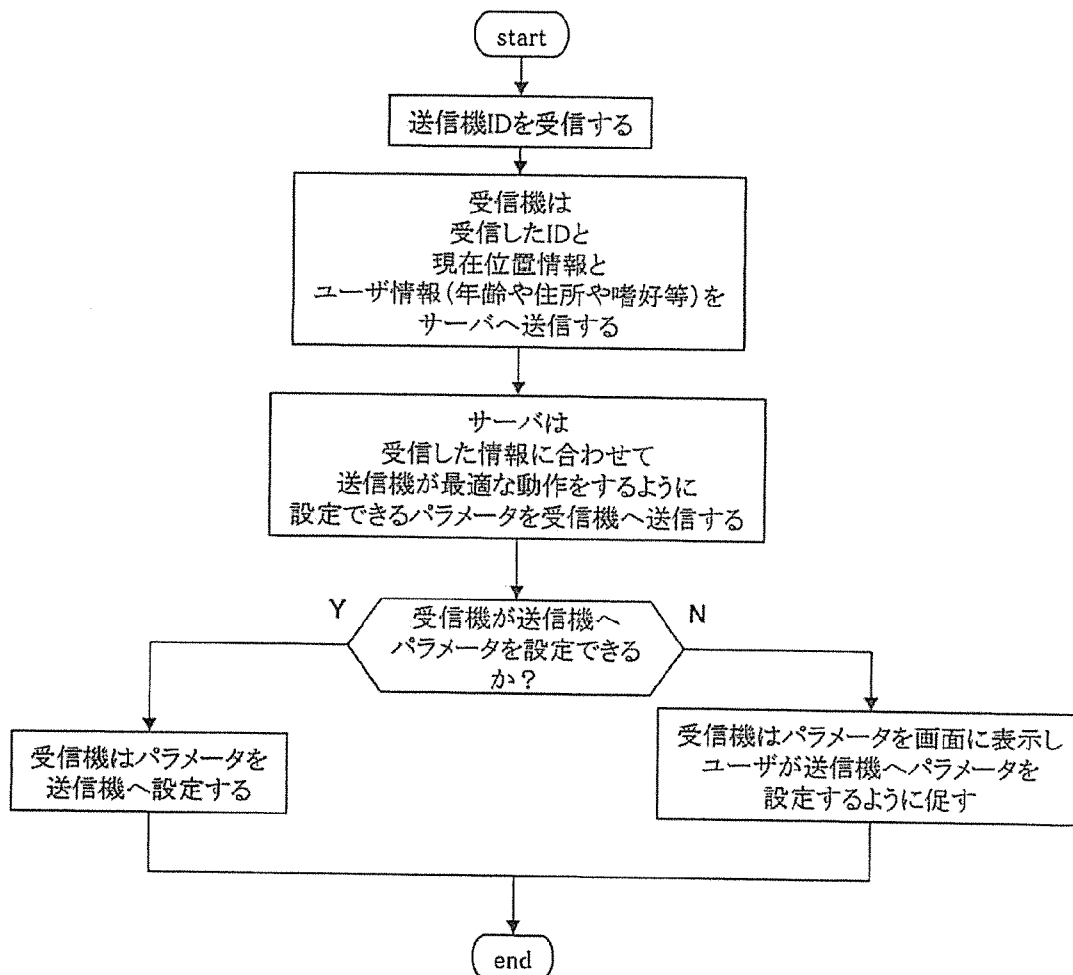 start
送信機IDを受信する
受信機は
受信したIDと
現在位置情報と
ユーザ情報(年齢や住所や嗜好等)を
サーバへ送信する
サーバは
受信した情報に合わせて
送信機が最適な動作をするように
設定できるパラメータを受信機へ送信する
Y
受信機が送信機へ
パラメータを設定できる
か？
N
受信機はパラメータを
送信機へ設定する
受信機はパラメータを画面に表示し
ユーザが送信機へパラメータを
設定するように促す
end